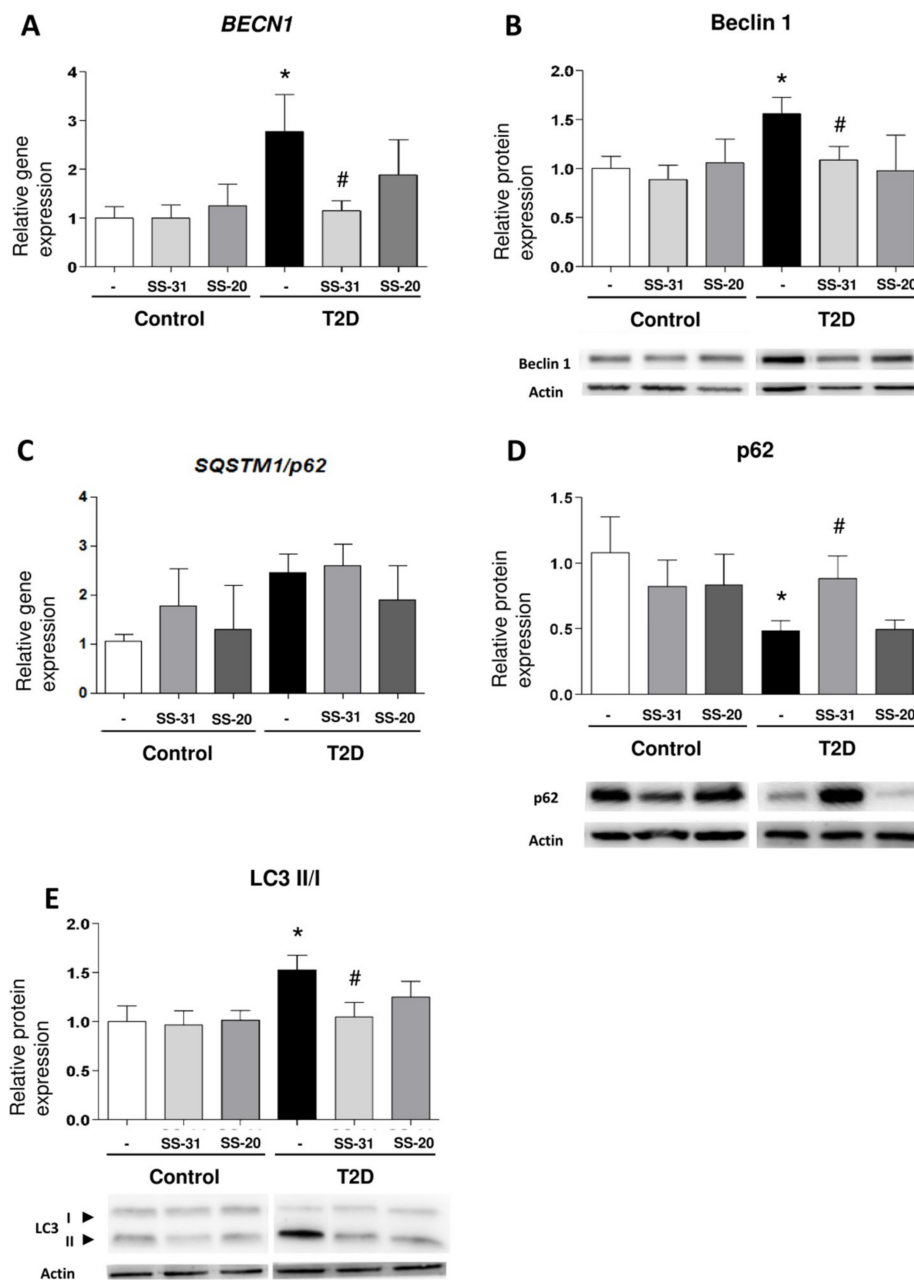 A
BECN1
Relative gene
expression
4
3
2
1
0
*
#
- SS-31 SS-20 - SS-31 SS-20
Control T2D
B
Beclin 1
Relative protein
expression
2.0
1.5
1.0
0.5
0.0
*
#
- SS-31 SS-20 - SS-31 SS-20
Control T2D
Beclin 1
Actin
C
SQSTM1/p62
Relative gene
expression
4
3
2
1
0
- SS-31 SS-20 - SS-31 SS-20
Control T2D
D
p62
Relative protein
expression
1.5
1.0
0.5
0.0
*
#
- SS-31 SS-20 - SS-31 SS-20
Control T2D
p62
Actin
E
LC3 II/I
Relative protein
expression
2.0
1.5
1.0
0.5
0.0
*
#
- SS-31 SS-20 - SS-31 SS-20
Control T2D
LC3 I ►
II ►
Actin